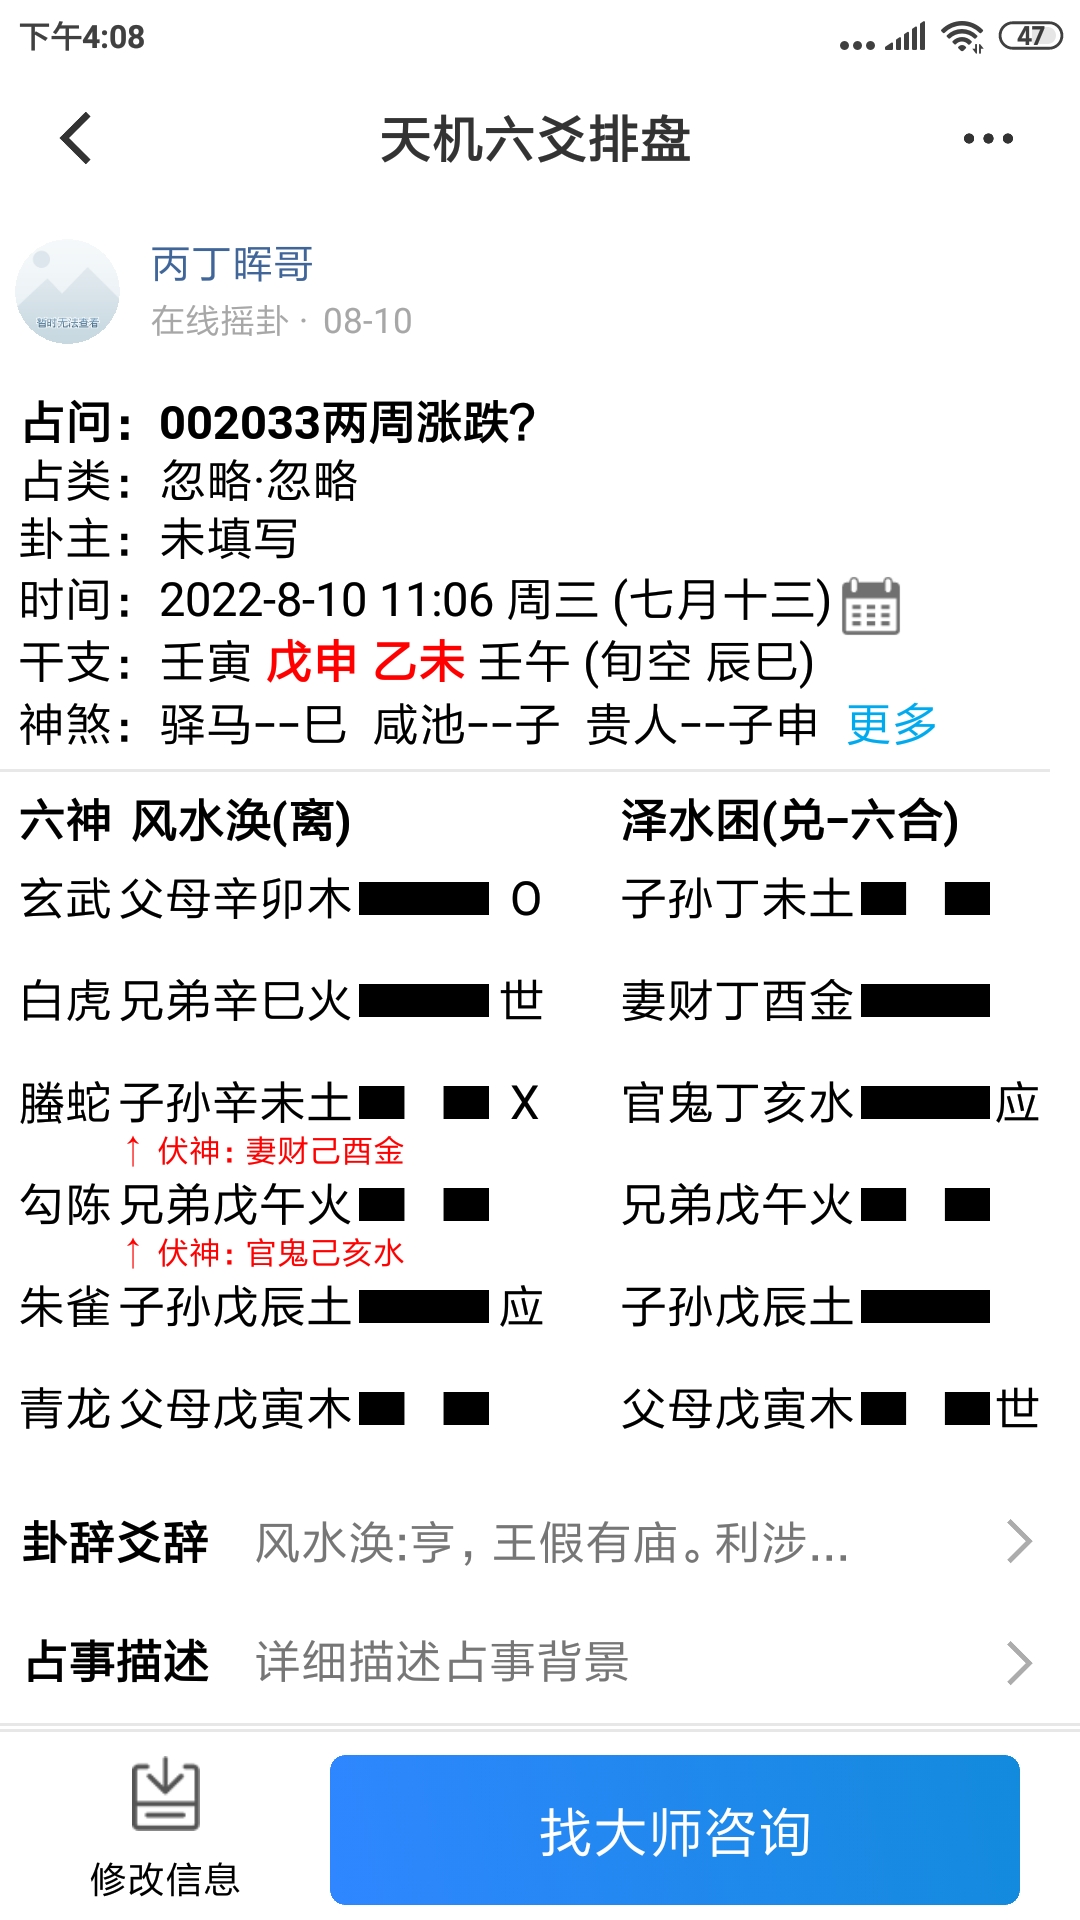 下午4:08
47
天机六爻排盘
丙丁晖哥
暂时无法查看
在线摇卦 · 08-10
占问：002033两周涨跌?
占类：忽略·忽略
卦主：未填写
时间：2022-8-10 11:06 周三 (七月十三)
干支：壬寅 戊申 乙未 壬午 (旬空 辰巳)
神煞：驿马--巳 咸池--子 贵人--子申 更多
六神 风水涣(离) 泽水困(兑-六合)
玄武 父母辛卯木 O 子孙丁未土
白虎 兄弟辛巳火 世 妻财丁酉金
螣蛇 子孙辛未土 X 官鬼丁亥水 应
↑ 伏神：妻财己酉金
勾陈 兄弟戊午火 兄弟戊午火
↑ 伏神：官鬼己亥水
朱雀 子孙戊辰土 应 子孙戊辰土
青龙 父母戊寅木 父母戊寅木 世
卦辞爻辞 风水涣:亨，王假有庙。利涉...
占事描述 详细描述占事背景
修改信息
找大师咨询